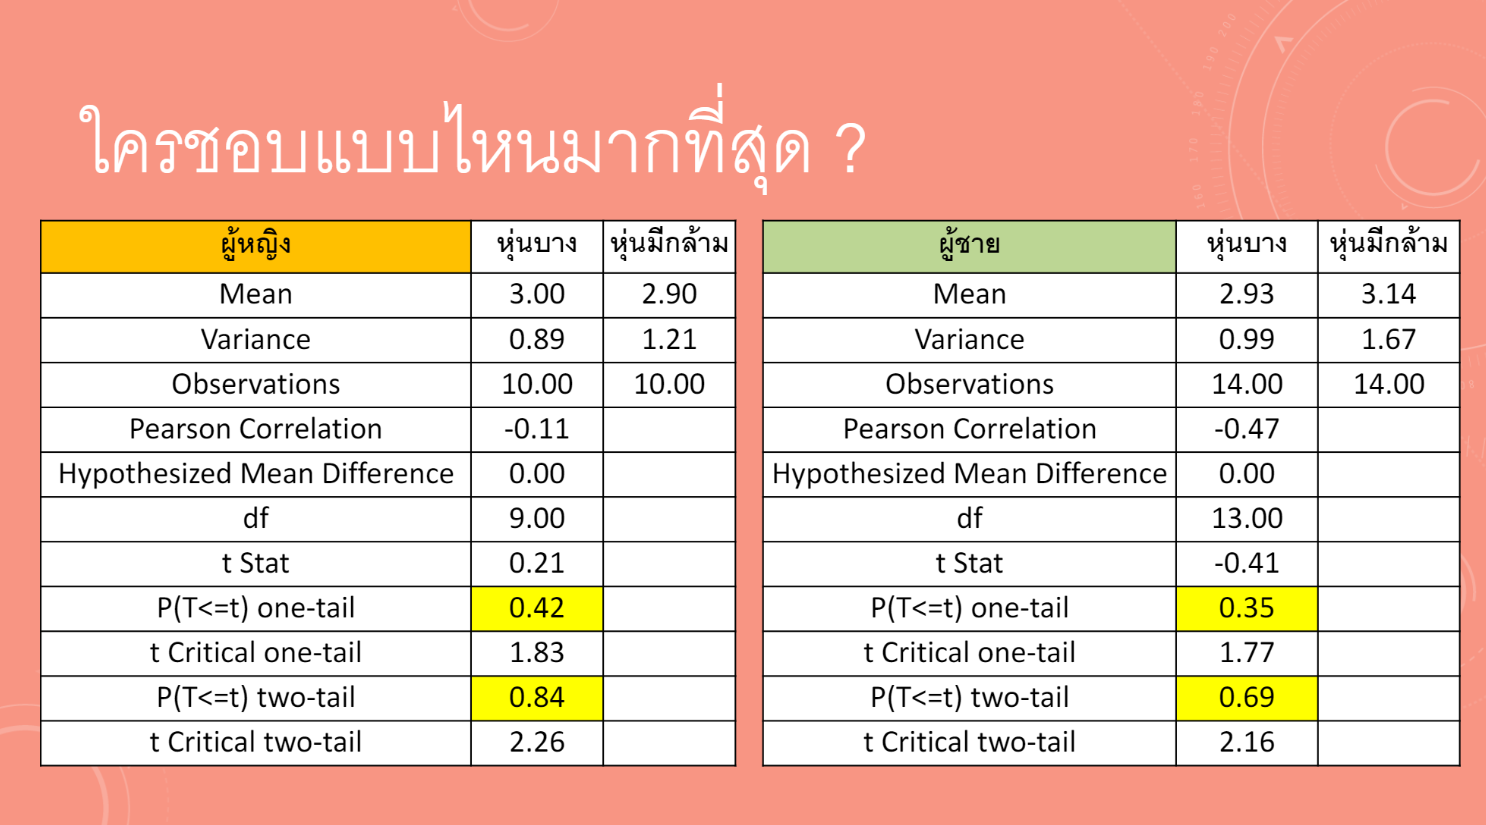 ใครชอบแบบไหนมากที่สุด ?
ผู้หญิง หุ่นบาง หุ่นมีกล้าม
Mean 3.00 2.90
Variance 0.89 1.21
Observations 10.00 10.00
Pearson Correlation -0.11
Hypothesized Mean Difference 0.00
df 9.00
t Stat 0.21
P(T<=t) one-tail 0.42
t Critical one-tail 1.83
P(T<=t) two-tail 0.84
t Critical two-tail 2.26
ผู้ชาย หุ่นบาง หุ่นมีกล้าม
Mean 2.93 3.14
Variance 0.99 1.67
Observations 14.00 14.00
Pearson Correlation -0.47
Hypothesized Mean Difference 0.00
df 13.00
t Stat -0.41
P(T<=t) one-tail 0.35
t Critical one-tail 1.77
P(T<=t) two-tail 0.69
t Critical two-tail 2.16